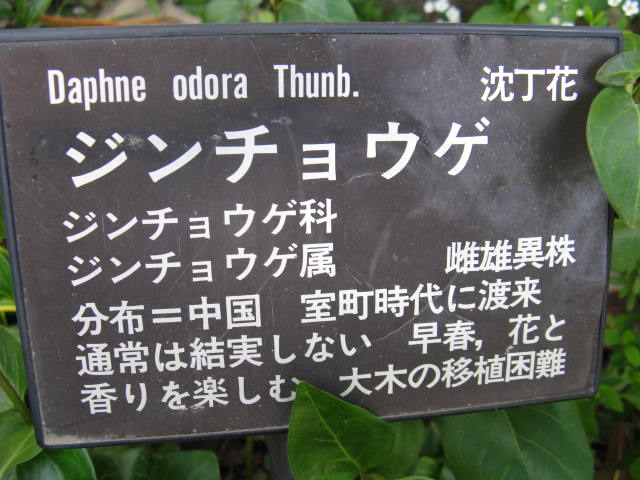 Daphne odora Thunb. 沈丁花
ジンチョウゲ
ジンチョウゲ科
ジンチョウゲ属 雌雄異株
分布＝中国 室町時代に渡来
通常は結実しない 早春，花と
香りを楽しむ 大木の移植困難